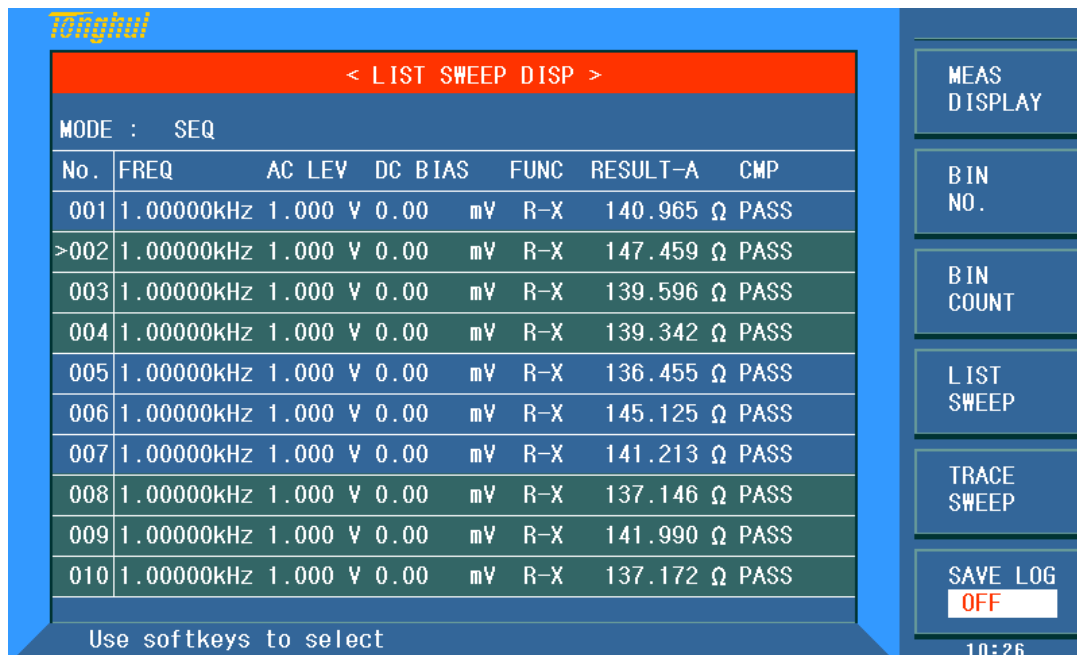 Tonghui
< LIST SWEEP DISP >
MODE : SEQ
No. FREQ AC LEV DC BIAS FUNC RESULT-A CMP
001 1.00000kHz 1.000 V 0.00 mV R-X 140.965 Ω PASS
>002 1.00000kHz 1.000 V 0.00 mV R-X 147.459 Ω PASS
003 1.00000kHz 1.000 V 0.00 mV R-X 139.596 Ω PASS
004 1.00000kHz 1.000 V 0.00 mV R-X 139.342 Ω PASS
005 1.00000kHz 1.000 V 0.00 mV R-X 136.455 Ω PASS
006 1.00000kHz 1.000 V 0.00 mV R-X 145.125 Ω PASS
007 1.00000kHz 1.000 V 0.00 mV R-X 141.213 Ω PASS
008 1.00000kHz 1.000 V 0.00 mV R-X 137.146 Ω PASS
009 1.00000kHz 1.000 V 0.00 mV R-X 141.990 Ω PASS
010 1.00000kHz 1.000 V 0.00 mV R-X 137.172 Ω PASS
Use softkeys to select
MEAS
DISPLAY
BIN
NO.
BIN
COUNT
LIST
SWEEP
TRACE
SWEEP
SAVE LOG
OFF
10:26